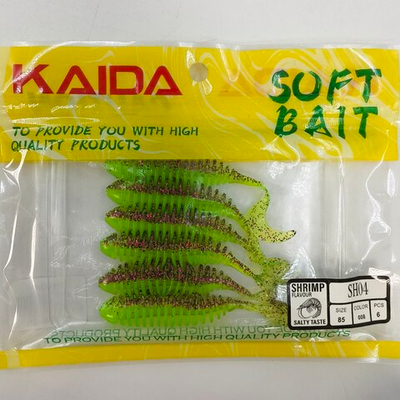 KAIDA
SOFT
BAIT
TO PROVIDE YOU WITH HIGH
QUALITY PRODUCTS
SHRIMP
FLAVOUR
SALTY TASTE
SH04
SIZE
COLOR
PCS
85
6
TO PROVIDE YOU WITH HIGH QUALITY PRODUCTS